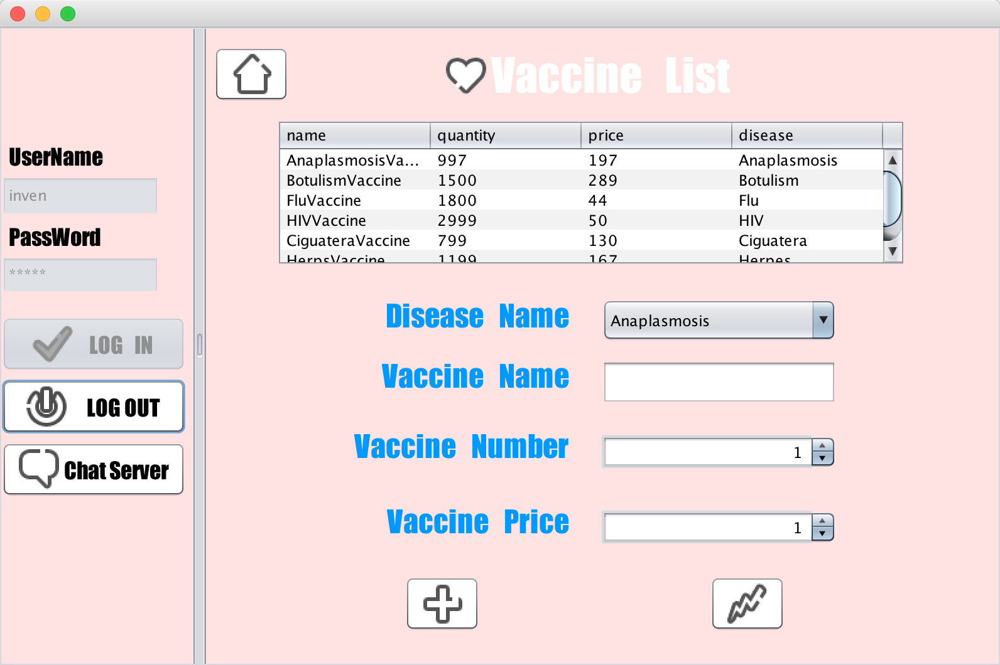 Vaccine List
name quantity price disease
AnaplasmosisVa... 997 197 Anaplasmosis
BotulismVaccine 1500 289 Botulism
FluVaccine 1800 44 Flu
HIVVaccine 2999 50 HIV
CiguateraVaccine 799 130 Ciguatera
HerpsVaccine 1199 167 Herpes
UserName
inven
PassWord
*****
LOG IN
LOG OUT
Chat Server
Disease Name Anaplasmosis
Vaccine Name
Vaccine Number 1
Vaccine Price 1